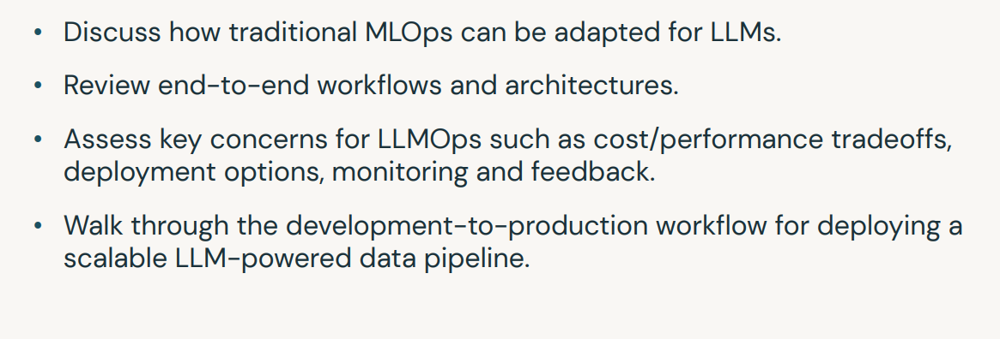 • Discuss how traditional MLOps can be adapted for LLMs.
• Review end-to-end workflows and architectures.
• Assess key concerns for LLMOps such as cost/performance tradeoffs,
deployment options, monitoring and feedback.
• Walk through the development-to-production workflow for deploying a
scalable LLM-powered data pipeline.